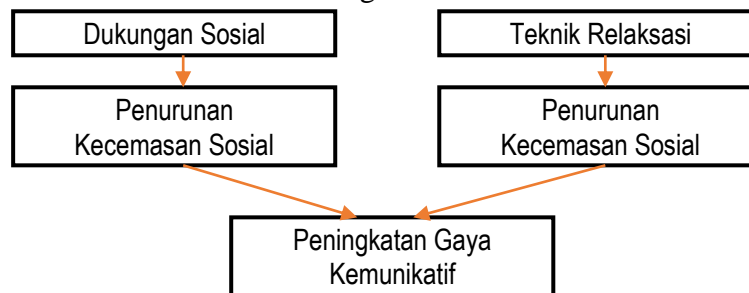 Dukungan Sosial
Teknik Relaksasi
Penurunan
Kecemasan Sosial
Penurunan
Kecemasan Sosial
Peningkatan Gaya
Kemunikatif